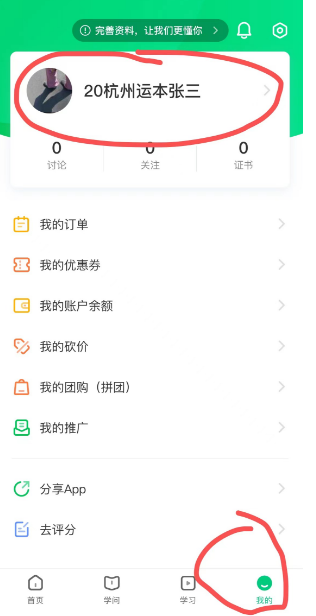 完善资料，让我们更懂你
20杭州运本张三
0
0
0
讨论
关注
证书
我的订单
我的优惠券
我的账户余额
我的砍价
我的团购（拼团）
我的推广
分享App
去评分
首页
学问
学习
我的